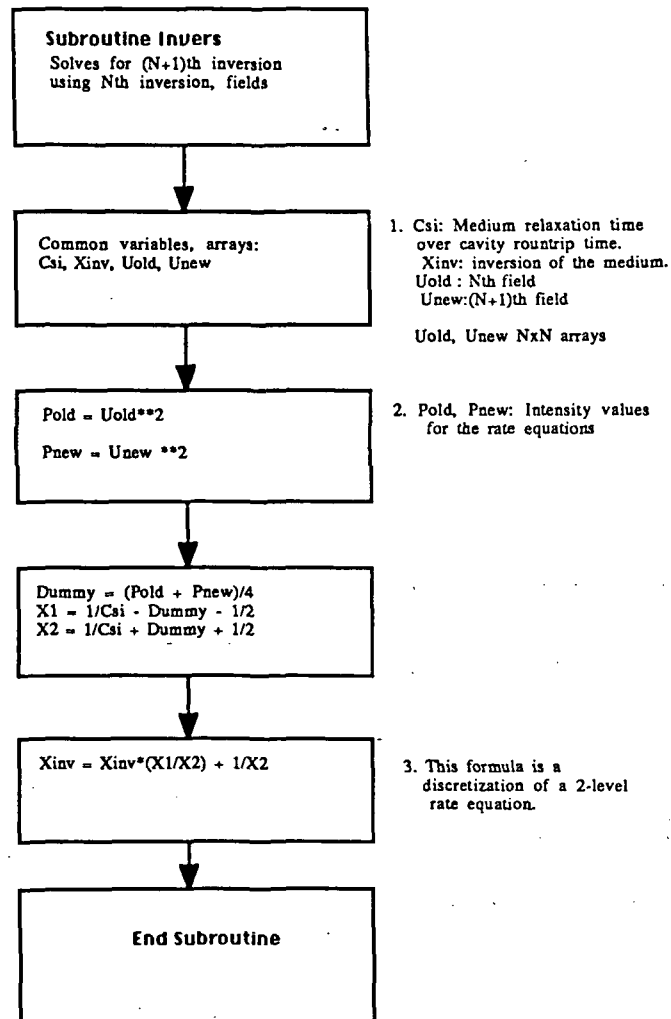 Subroutine Invers
Solves for (N+1)th inversion
using Nth inversion, fields
Common variables, arrays:
Csi, Xinv, Uold, Unew
1. Csi: Medium relaxation time
over cavity rountrip time.
Xinv: inversion of the medium.
Uold : Nth field
Unew:(N+1)th field
Uold, Unew NxN arrays
Pold = Uold**2
Pnew = Unew **2
2. Pold, Pnew: Intensity values
for the rate equations
Dummy = (Pold + Pnew)/4
X1 = 1/Csi - Dummy - 1/2
X2 = 1/Csi + Dummy + 1/2
Xinv = Xinv*(X1/X2) + 1/X2
3. This formula is a
discretization of a 2-level
rate equation.
End Subroutine